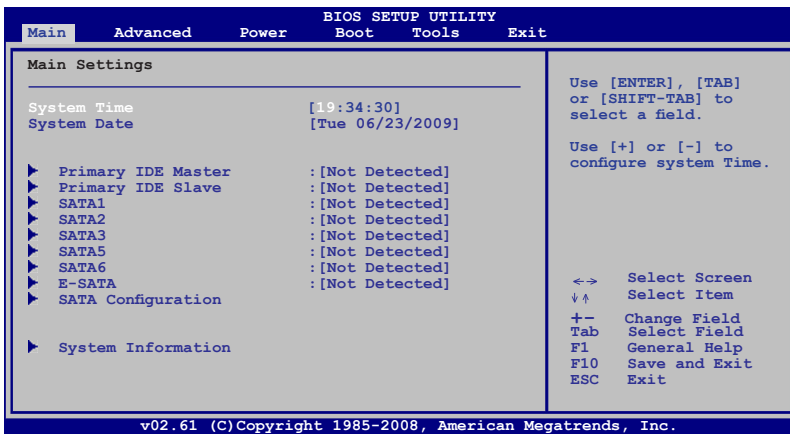 BIOS SETUP UTILITY
Main Advanced Power Boot Tools Exit
Main Settings
System Time [19:34:30]
System Date [Tue 06/23/2009]
Primary IDE Master :[Not Detected]
Primary IDE Slave :[Not Detected]
SATA1 :[Not Detected]
SATA2 :[Not Detected]
SATA3 :[Not Detected]
SATA5 :[Not Detected]
SATA6 :[Not Detected]
E-SATA :[Not Detected]
SATA Configuration
System Information
Use [ENTER], [TAB]
or [SHIFT-TAB] to
select a field.
Use [+] or [-] to
configure system Time.
←→ Select Screen
↓↑ Select Item
+- Change Field
Tab Select Field
F1 General Help
F10 Save and Exit
ESC Exit
v02.61 (C)Copyright 1985-2008, American Megatrends, Inc.